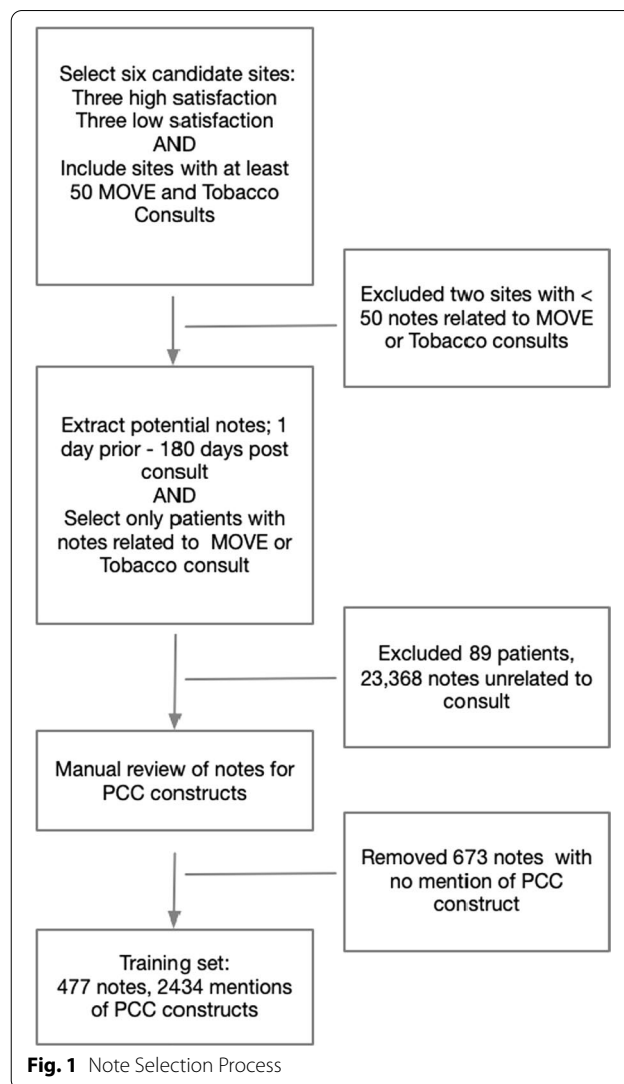 Select six candidate sites:
Three high satisfaction
Three low satisfaction
AND
Include sites with at least
50 MOVE and Tobacco
Consults
Excluded two sites with <
50 notes related to MOVE
or Tobacco consults
Extract potential notes; 1
day prior - 180 days post
consult
AND
Select only patients with
notes related to MOVE or
Tobacco consult
Excluded 89 patients,
23,368 notes unrelated to
consult
Manual review of notes for
PCC constructs
Removed 673 notes with
no mention of PCC
construct
Training set:
477 notes, 2434 mentions
of PCC constructs
Fig. 1 Note Selection Process